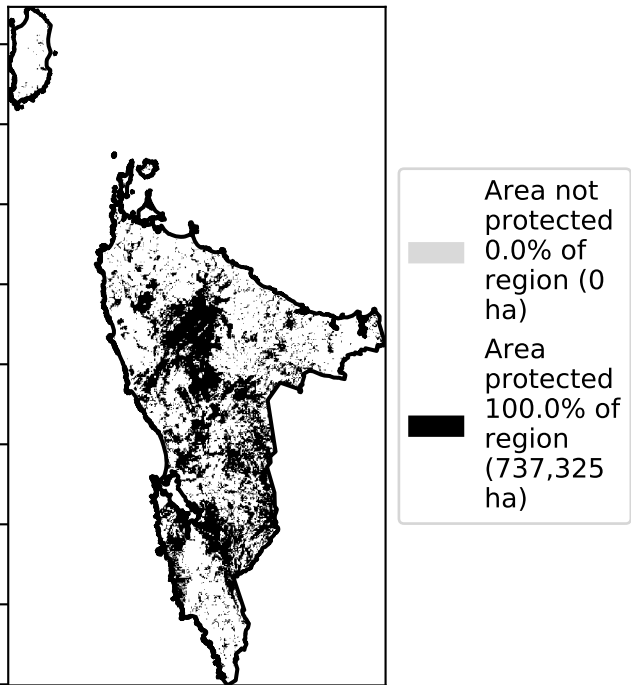 Area not
protected
0.0% of
region (0
ha)
Area
protected
100.0% of
region
(737,325
ha)